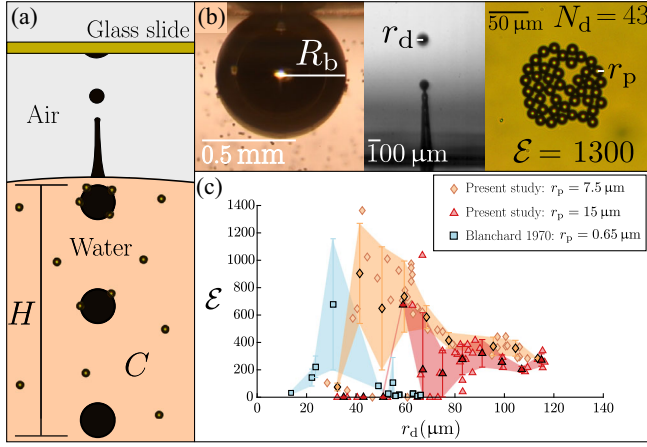 (a)
Glass slide
Air
Water
H
C
(b)
R_b
0.5 mm
r_d
100 μm
50 μm
N_d = 43
r_p
ℰ = 1300
(c)
Present study: r_p = 7.5 μm
Present study: r_p = 15 μm
Blanchard 1970: r_p = 0.65 μm
ℰ
1400
1200
1000
800
600
400
200
0
0 20 40 60 80 100 120 140
r_d(μm)